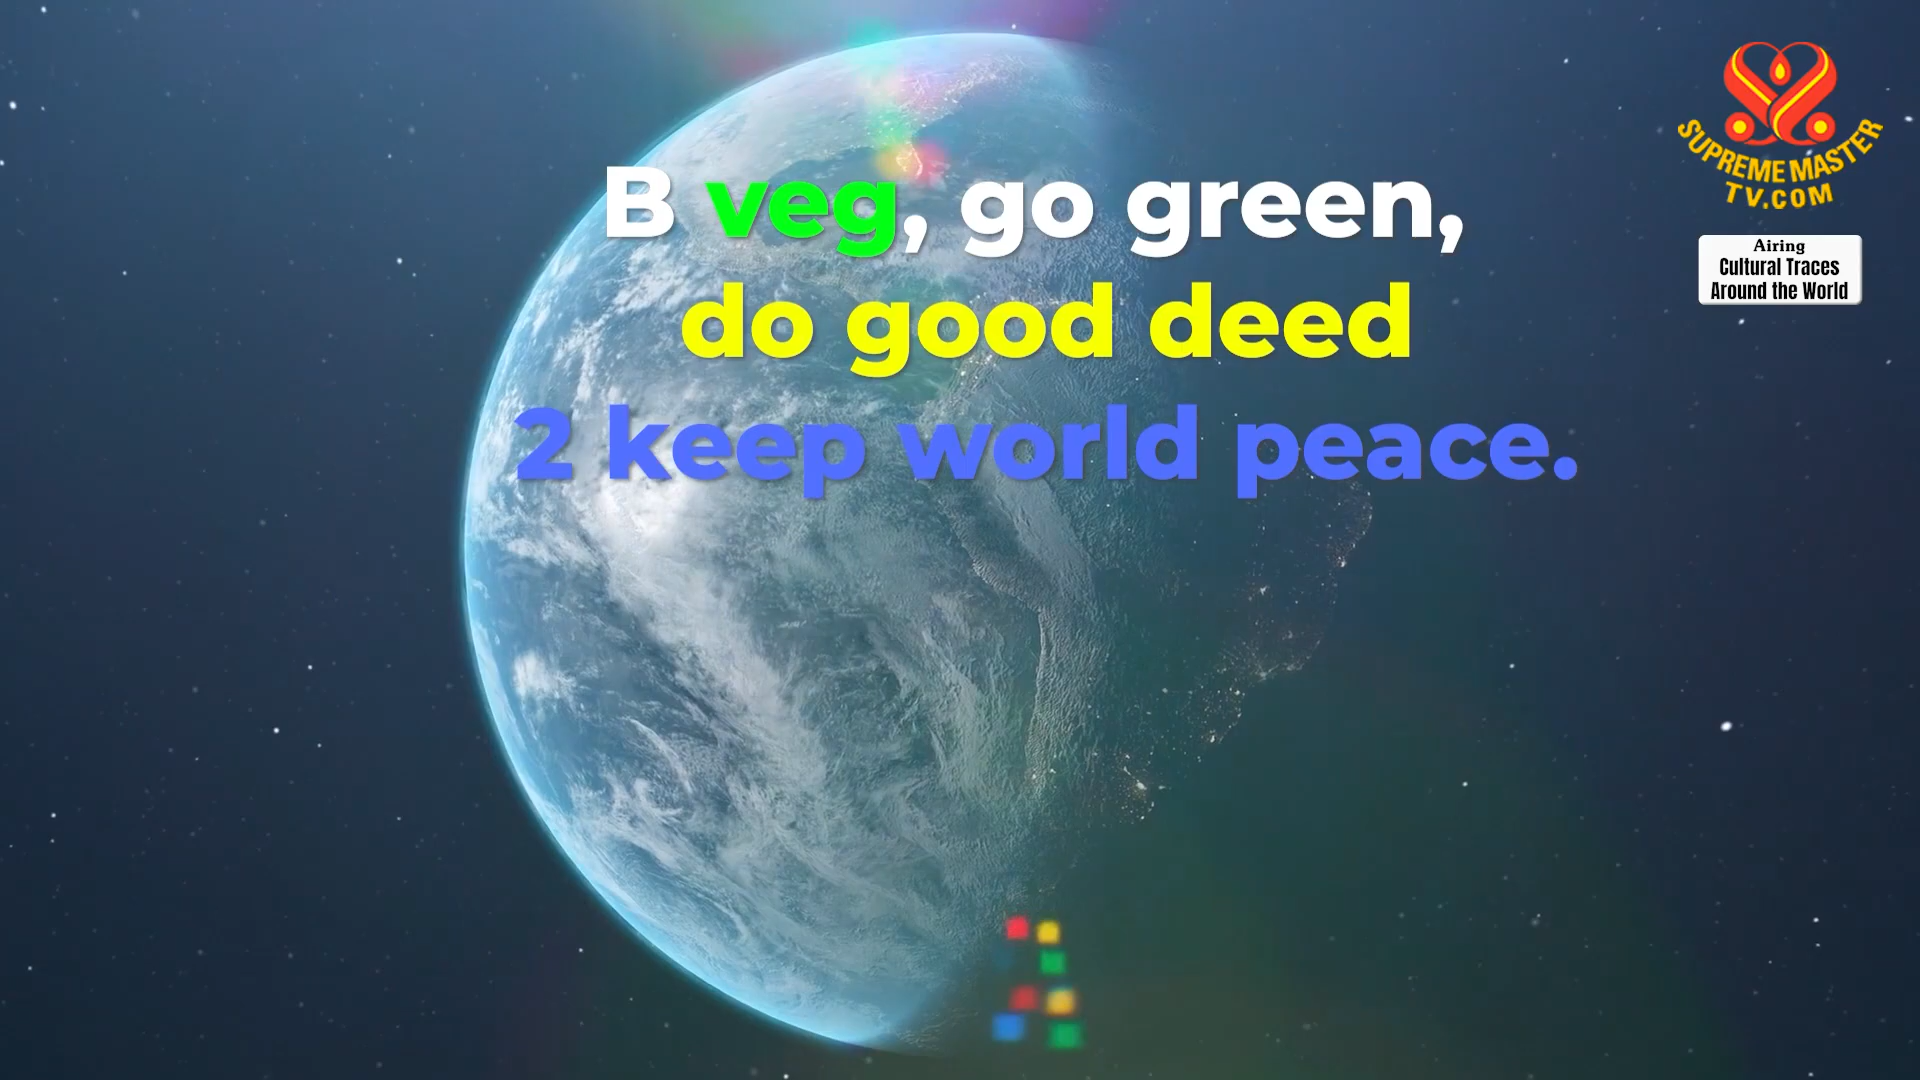 B veg, go green,
do good deed
2 keep world peace.
SUPREME MASTER
TV.COM
Airing
Cultural Traces
Around the World